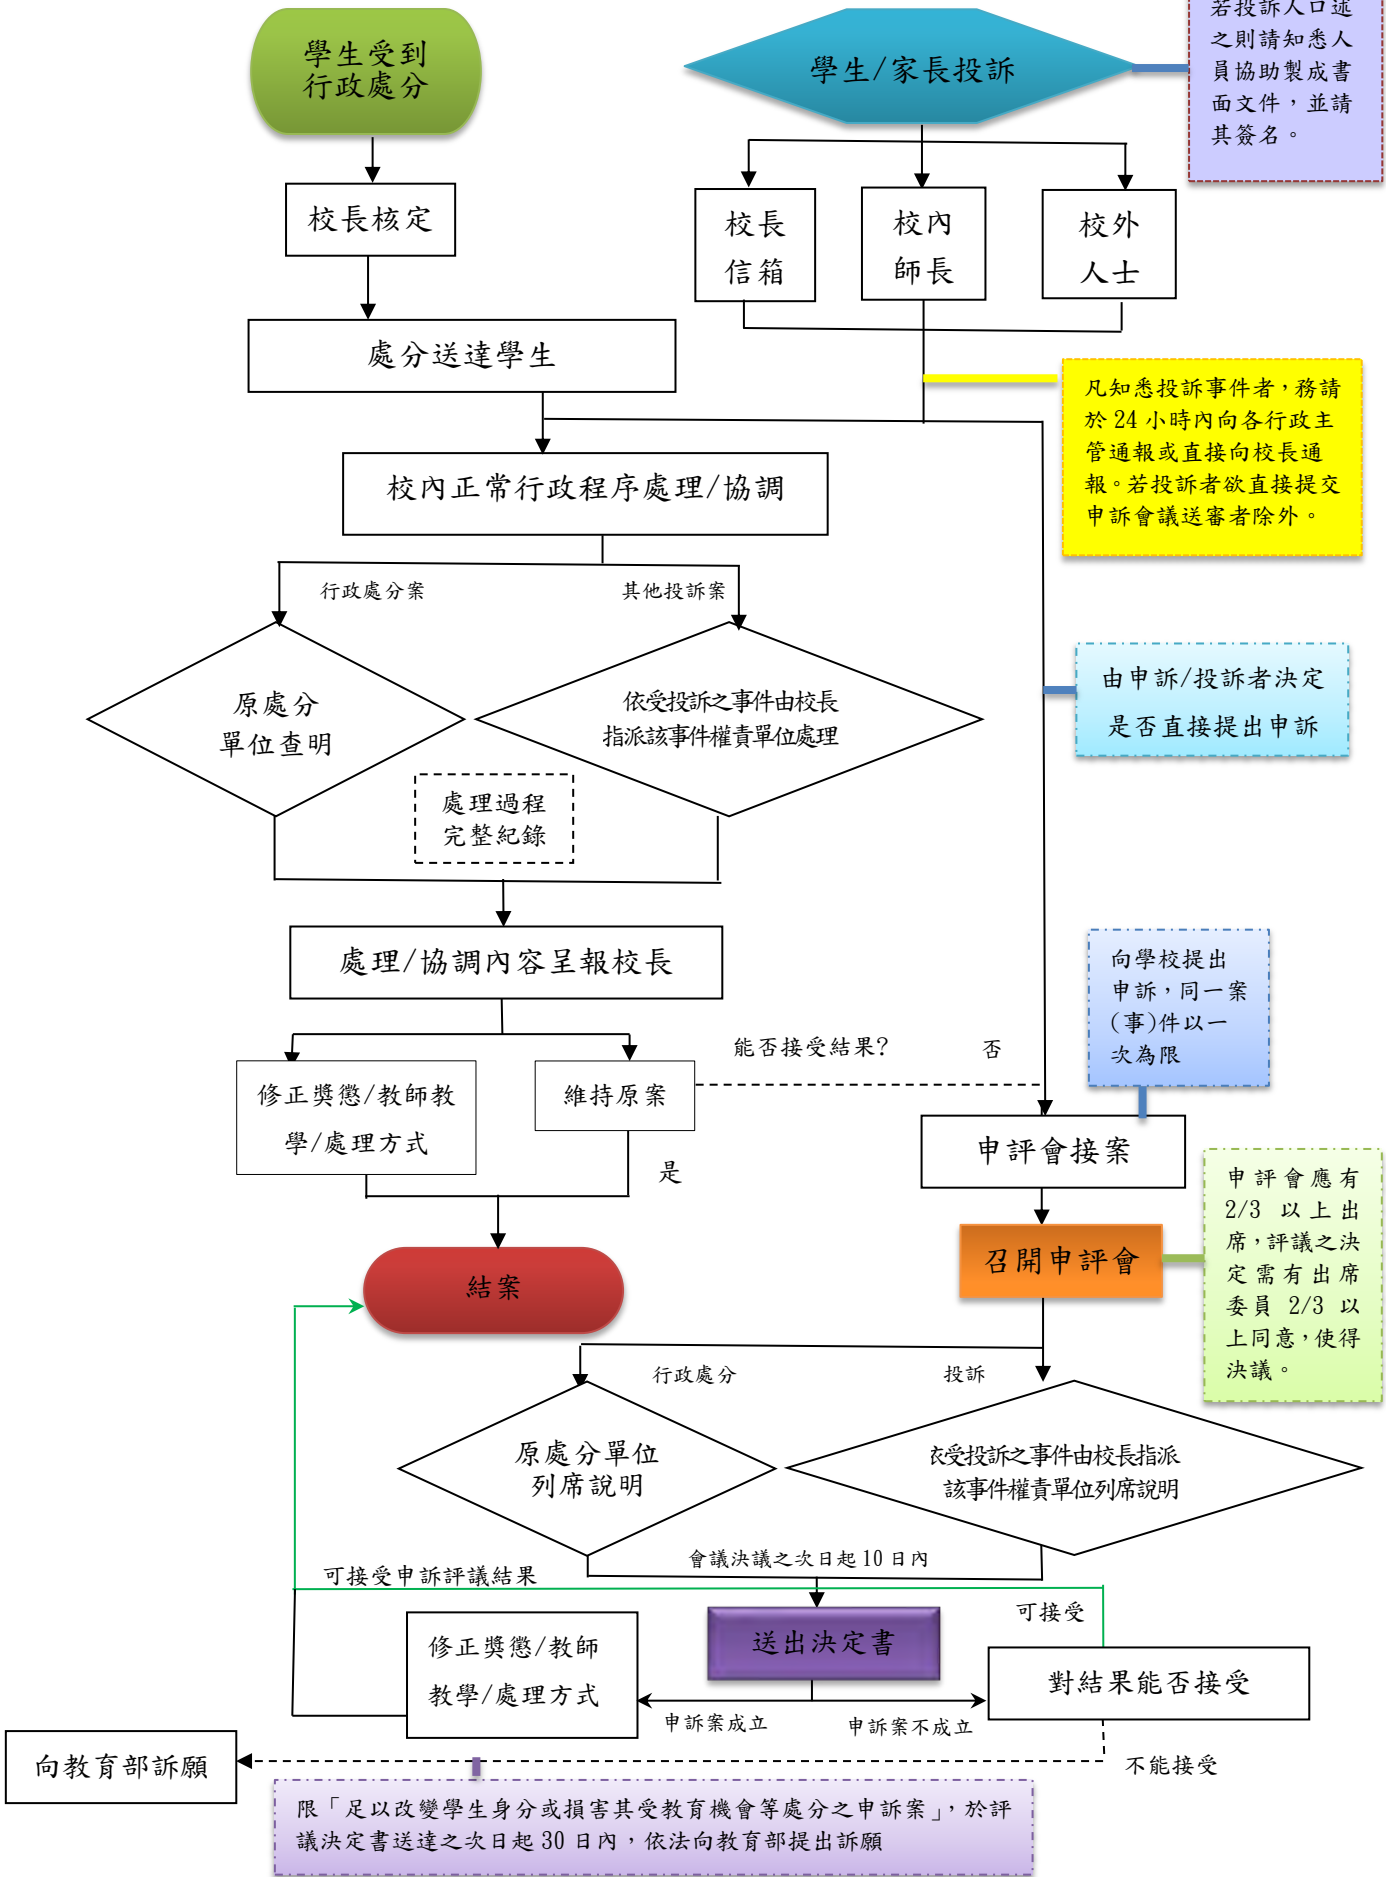 學生受到
行政處分
學生/家長投訴
若投訴人口述
之則請知悉人
員協助製成書
面文件，並請
其簽名。
校長核定
校長
信箱
校內
師長
校外
人士
處分送達學生
凡知悉投訴事件者，務請
於 24 小時內向各行政主
管通報或直接向校長通
報。若投訴者欲直接提交
申訴會議送審者除外。
校內正常行政程序處理/協調
行政處分案
其他投訴案
原處分
單位查明
依受投訴之事件由校長
指派該事件權責單位處理
由申訴/投訴者決定
是否直接提出申訴
處理過程
完整紀錄
處理/協調內容呈報校長
向學校提出
申訴，同一案
(事)件以一
次為限
能否接受結果?
否
修正獎懲/教師教
學/處理方式
維持原案
是
申評會接案
申評會應有
2/3 以上出
席，評議之決
定需有出席
委員 2/3 以
上同意，使得
決議。
召開申評會
結案
行政處分
投訴
原處分單位
列席說明
依受投訴之事件由校長指派
該事件權責單位列席說明
會議決議之次日起 10 日內
可接受申訴評議結果
可接受
送出決定書
修正獎懲/教師
教學/處理方式
對結果能否接受
申訴案成立
申訴案不成立
向教育部訴願
不能接受
限「足以改變學生身分或損害其受教育機會等處分之申訴案」，於評
議決定書送達之次日起 30 日內，依法向教育部提出訴願